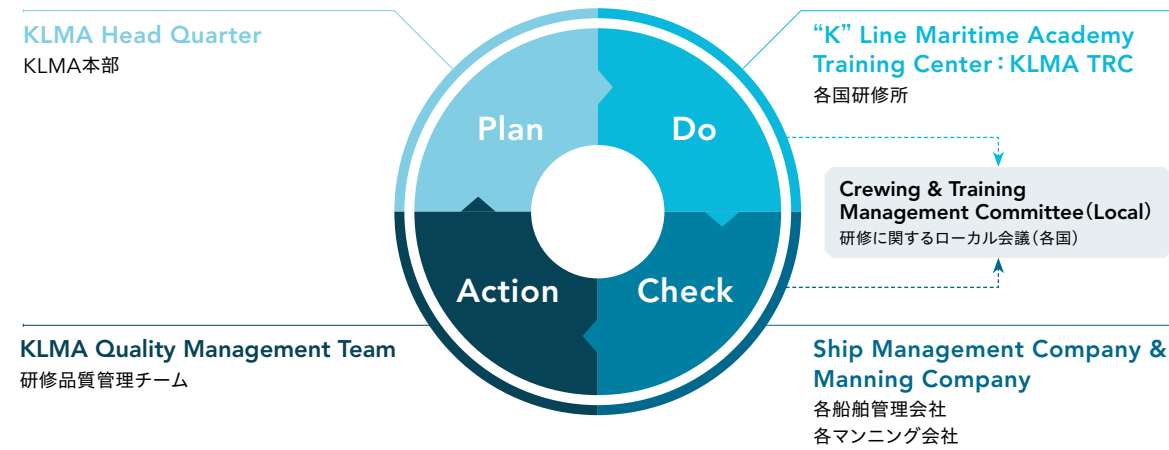 KLMA Head Quarter
KLMA本部
“K” Line Maritime Academy
Training Center：KLMA TRC
各国研修所
Plan
Do
Crewing & Training
Management Committee（Local）
研修に関するローカル会議（各国）
Action
Check
KLMA Quality Management Team
研修品質管理チーム
Ship Management Company &
Manning Company
各船舶管理会社
各マンニング会社